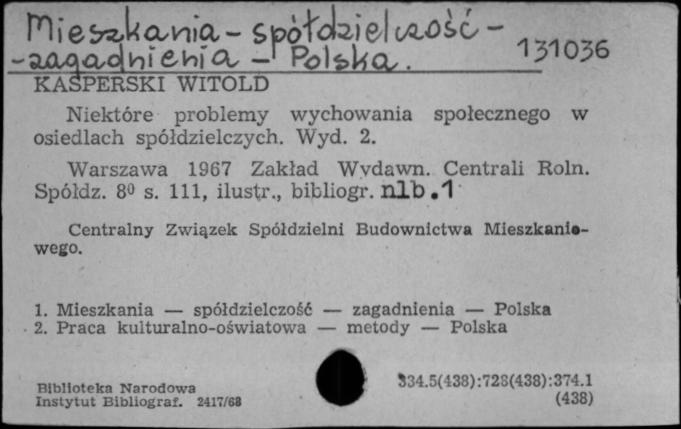 Mieszkania - spółdzielczość -
- zagadnienia - Polska.
131036
KASPERSKI WITOLD
Niektóre problemy wychowania społecznego w
osiedlach spółdzielczych. Wyd. 2.
Warszawa 1967 Zakład Wydawn. Centrali Roln.
Spółdz. 8⁰ s. 111, ilustr., bibliogr. nlb.1
Centralny Związek Spółdzielni Budownictwa Mieszkanio-
wego.
1. Mieszkania — spółdzielczość — zagadnienia — Polska
2. Praca kulturalno-oświatowa — metody — Polska
Biblioteka Narodowa
Instytut Bibliograf. 2417/68
334.5(438):728(438):374.1
(438)